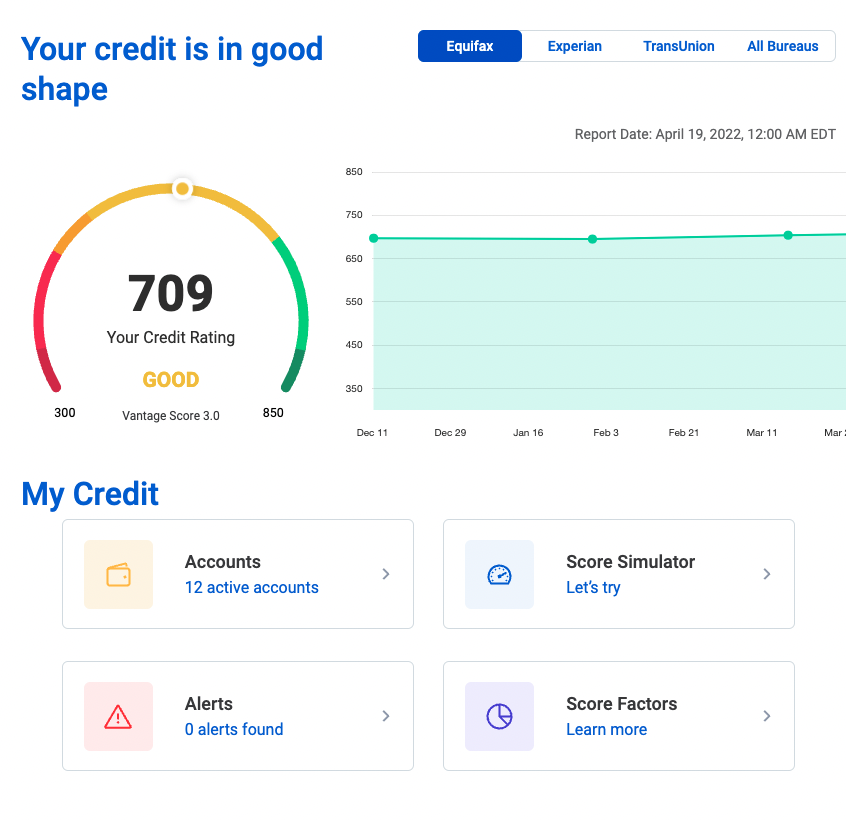 Your credit is in good
shape
Equifax
Experian
TransUnion
All Bureaus
Report Date: April 19, 2022, 12:00 AM EDT
709
Your Credit Rating
GOOD
300
Vantage Score 3.0
850
850
750
650
550
450
350
Dec 11
Dec 29
Jan 16
Feb 3
Feb 21
Mar 11
Mar
My Credit
Accounts
12 active accounts
Score Simulator
Let's try
Alerts
0 alerts found
Score Factors
Learn more